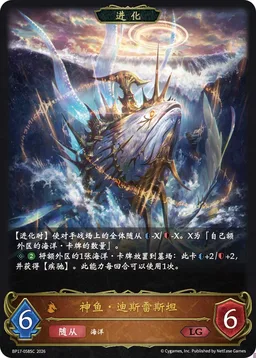 进化
【进化时】使对手战场上的全体随从 -X/ -X。X为「自己额
外区的海洋·卡牌的数量」。
2 将额外区的1张海洋·卡牌放置到墓场：此卡 +2/ +2，
并获得【疾驰】。此能力每回合可以使用1次。
神鱼·迪斯雷斯坦
6
随从 海洋
LG
6
BP17-058SC 2026
© Cygames, Inc. Published by NetEase Games